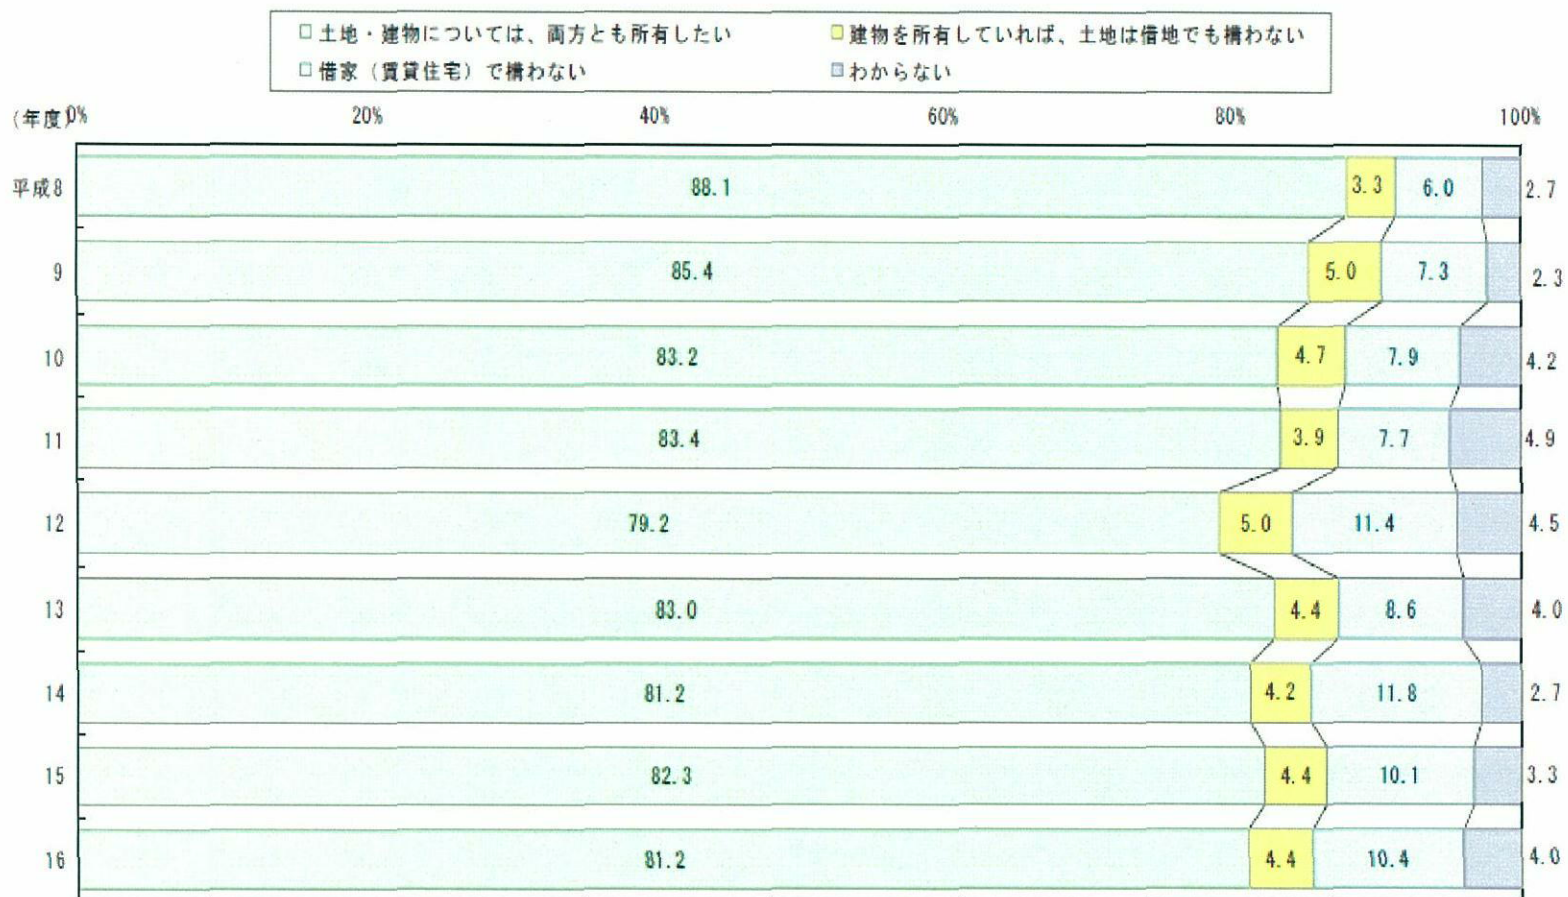 土地・建物については、両方とも所有したい 建物を所有していれば、土地は借地でも構わない
借家（賃貸住宅）で構わない わからない
(年度) 0% 20% 40% 60% 80% 100%
平成8 88.1 3.3 6.0 2.7
9 85.4 5.0 7.3 2.3
10 83.2 4.7 7.9 4.2
11 83.4 3.9 7.7 4.9
12 79.2 5.0 11.4 4.5
13 83.0 4.4 8.6 4.0
14 81.2 4.2 11.8 2.7
15 82.3 4.4 10.1 3.3
16 81.2 4.4 10.4 4.0